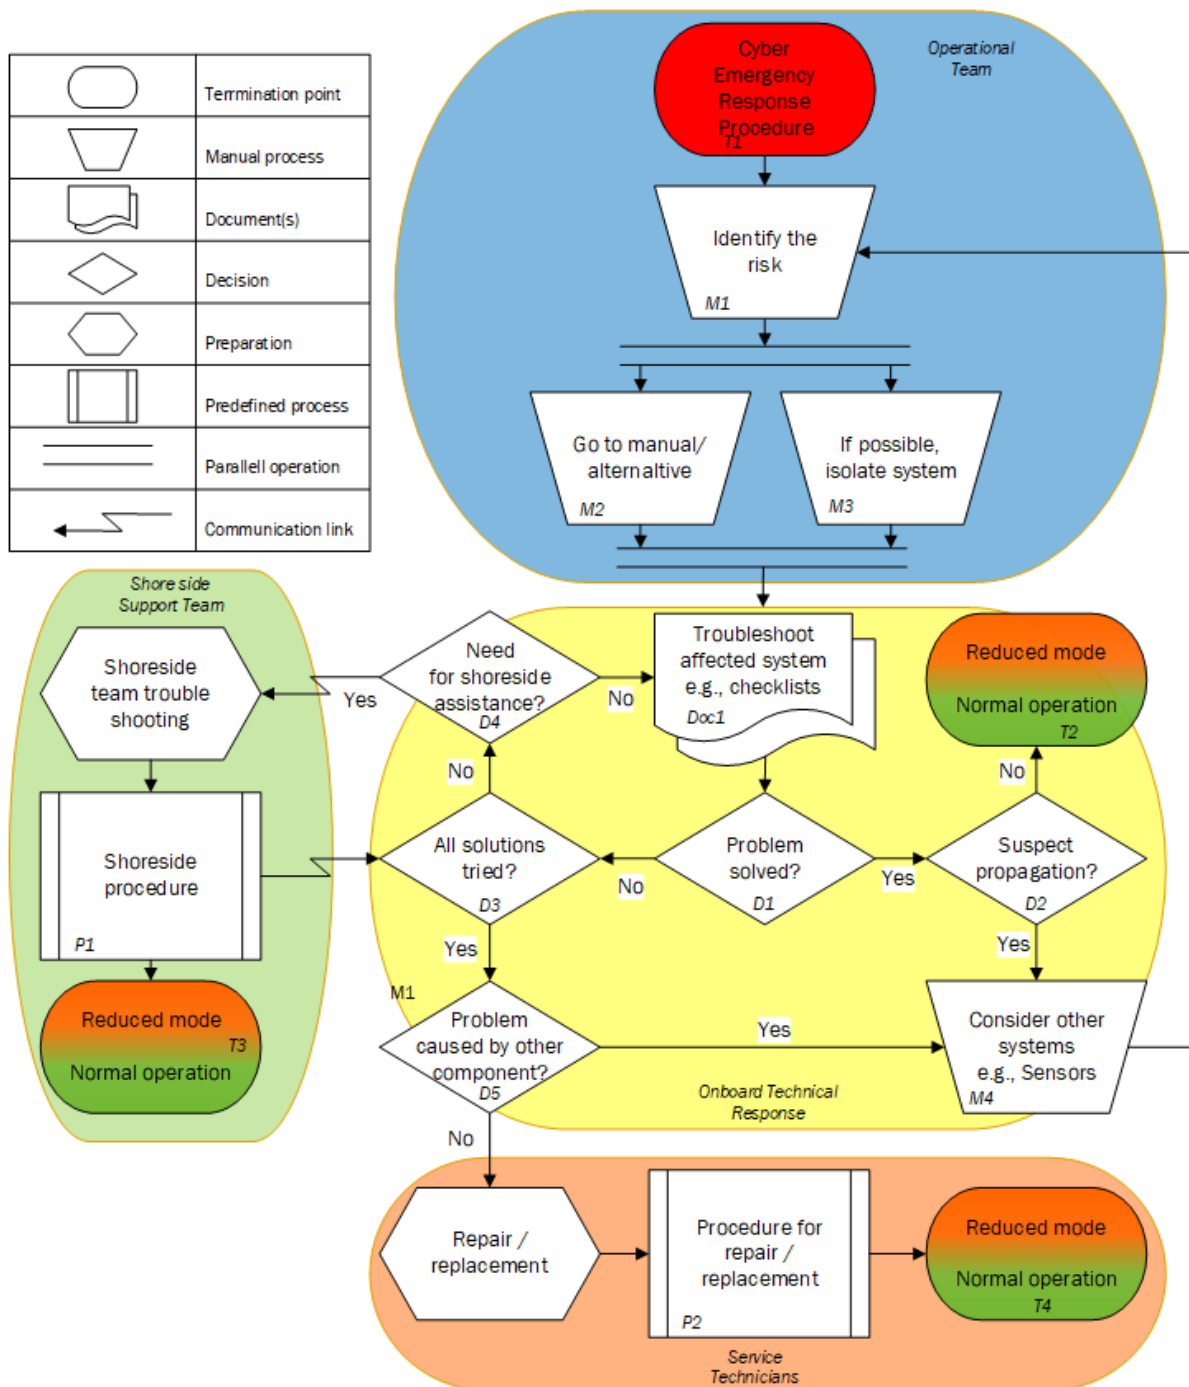 Termination point
Manual process
Document(s)
Decision
Preparation
Predefined process
Parallell operation
Communication link
Operational
Team
Cyber
Emergency
Response
Procedure
T1
Identify the
risk
M1
Go to manual/
alternaltive
M2
If possible,
isolate system
M3
Shore side
Support Team
Shoreside
team trouble
shooting
Yes
Need
for shoreside
assistance?
D4
No
Troubleshoot
affected system
e.g., checklists
Doc1
Reduced mode
Normal operation
T2
No
No
Shoreside
procedure
P1
All solutions
tried?
D3
No
Problem
solved?
D1
Yes
Suspect
propagation?
D2
Yes
Yes
M1
Reduced mode
T3
Normal operation
Problem
caused by other
component?
D5
Yes
Consider other
systems
e.g., Sensors
M4
Onboard Technical
Response
No
Repair /
replacement
Procedure for
repair /
replacement
P2
Reduced mode
Normal operation
T4
Service
Technicians